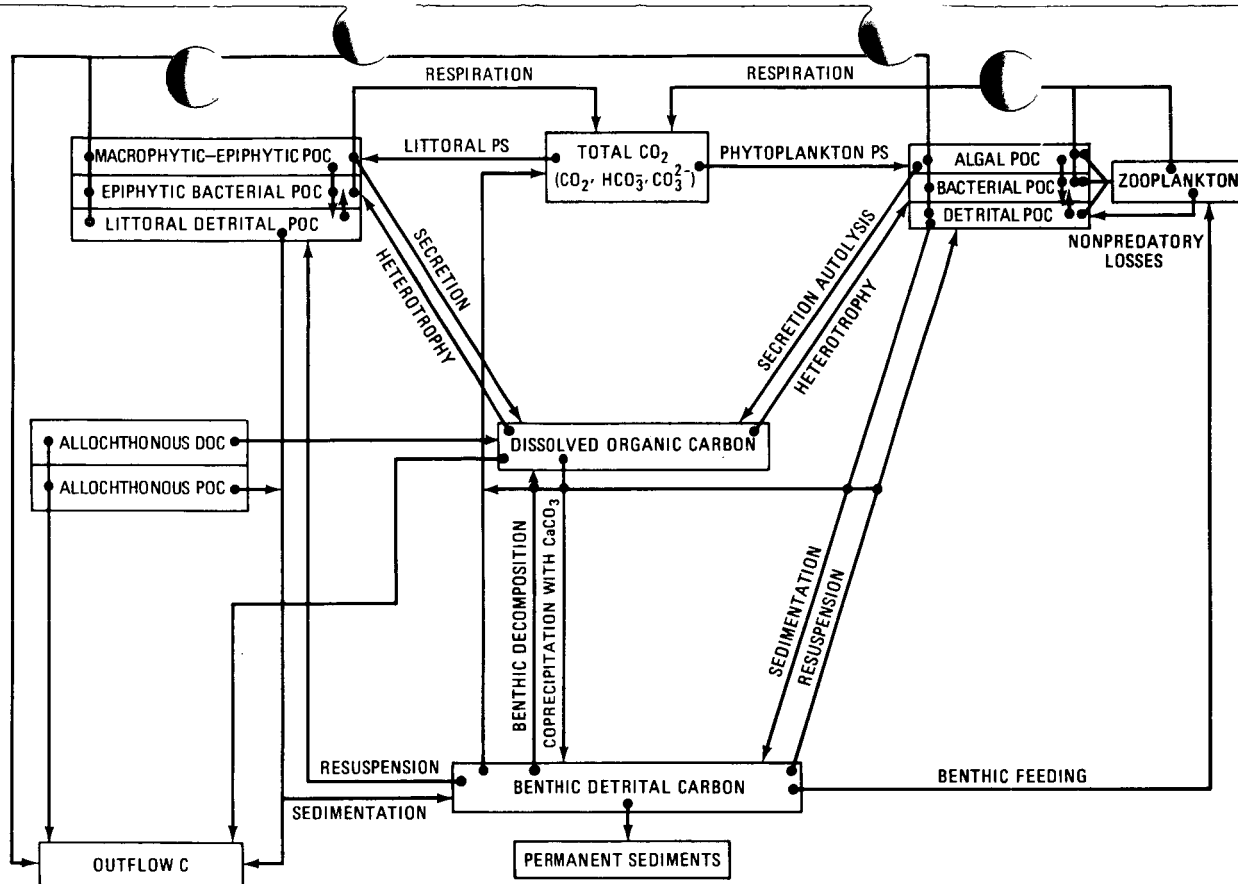 RESPIRATION
RESPIRATION
MACROPHYTIC–EPIPHYTIC POC
EPIPHYTIC BACTERIAL POC
LITTORAL DETRITAL POC
LITTORAL PS
TOTAL CO₂
(CO₂, HCO₃⁻, CO₃²⁻)
PHYTOPLANKTON PS
ALGAL POC
BACTERIAL POC
DETRITAL POC
ZOOPLANKTON
NONPREDATORY
LOSSES
SECRETION
HETEROTROPHY
SECRETION AUTOLYSIS
HETEROTROPHY
ALLOCHTHONOUS DOC
ALLOCHTHONOUS POC
DISSOLVED ORGANIC CARBON
BENTHIC DECOMPOSITION
COPRECIPITATION WITH CaCO₃
SEDIMENTATION
RESUSPENSION
RESUSPENSION
SEDIMENTATION
BENTHIC DETRITAL CARBON
BENTHIC FEEDING
OUTFLOW C
PERMANENT SEDIMENTS